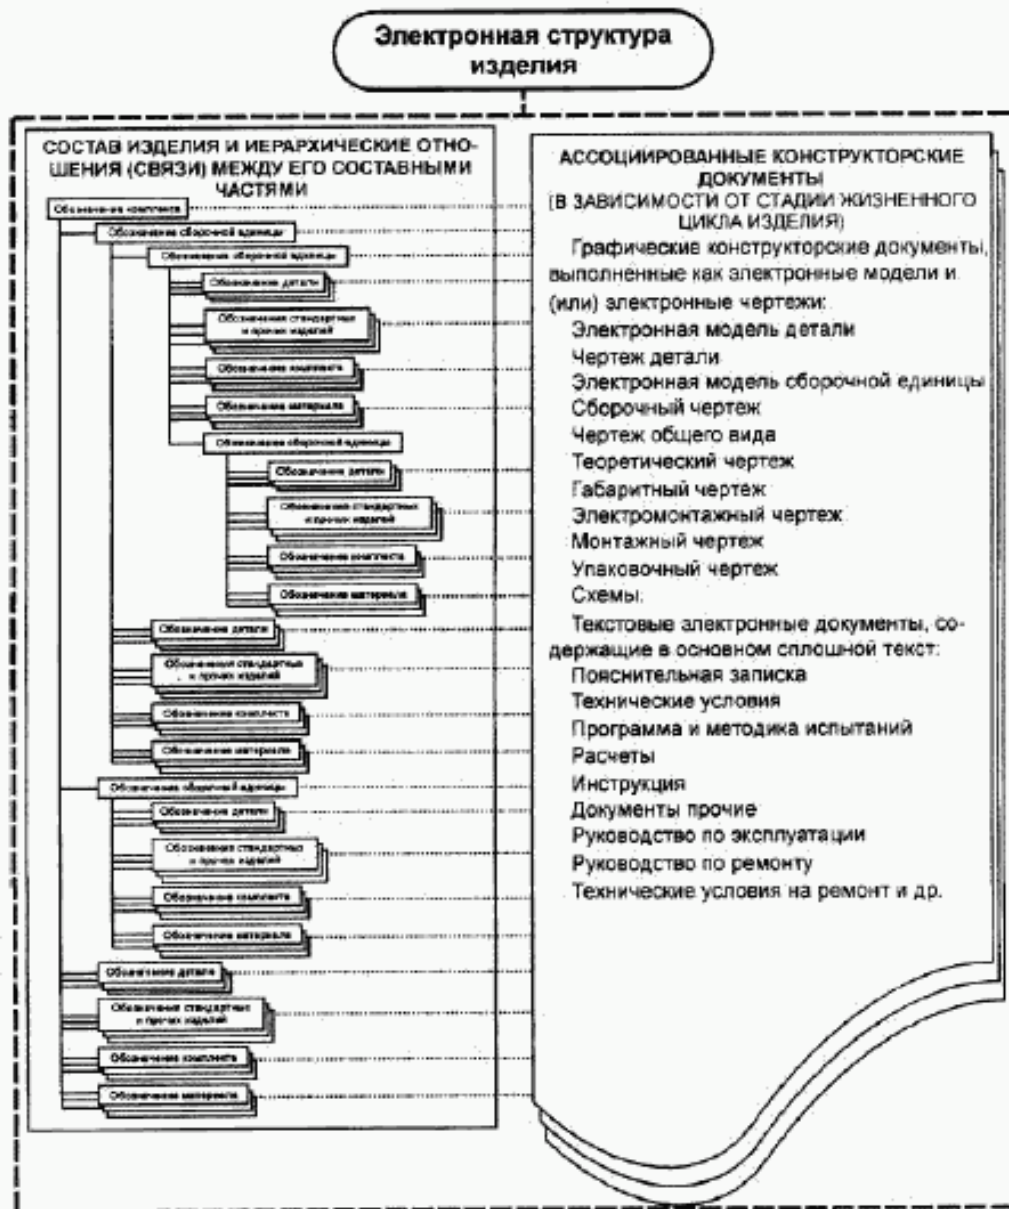 Электронная структура
изделия
СОСТАВ ИЗДЕЛИЯ И ИЕРАРХИЧЕСКИЕ ОТНО-
ШЕНИЯ (СВЯЗИ) МЕЖДУ ЕГО СОСТАВНЫМИ
ЧАСТЯМИ
Обозначение комплекса
Обозначение сборочной единицы
Обозначение сборочной единицы
Обозначение детали
Обозначения стандартных
и прочих изделий
Обозначение комплекта
Обозначение материала
Обозначение сборочной единицы
Обозначение детали
Обозначения стандартных
и прочих изделий
Обозначение комплекта
Обозначение материала
Обозначение детали
Обозначения стандартных
и прочих изделий
Обозначение комплекта
Обозначение материала
Обозначение сборочной единицы
Обозначение детали
Обозначения стандартных
и прочих изделий
Обозначение комплекта
Обозначение материала
Обозначение детали
Обозначения стандартных
и прочих изделий
Обозначение комплекта
Обозначение материала
АССОЦИИРОВАННЫЕ КОНСТРУКТОРСКИЕ
ДОКУМЕНТЫ
(В ЗАВИСИМОСТИ ОТ СТАДИИ ЖИЗНЕННОГО
ЦИКЛА ИЗДЕЛИЯ)
Графические конструкторские документы,
выполненные как электронные модели и
(или) электронные чертежи:
Электронная модель детали
Чертеж детали
Электронная модель сборочной единицы
Сборочный чертеж
Чертеж общего вида
Теоретический чертеж
Габаритный чертеж
Электромонтажный чертеж
Монтажный чертеж
Упаковочный чертеж
Схемы:
Текстовые электронные документы, со-
держащие в основном сплошной текст:
Пояснительная записка
Технические условия
Программа и методика испытаний
Расчеты
Инструкция
Документы прочие
Руководство по эксплуатации
Руководство по ремонту
Технические условия на ремонт и др.